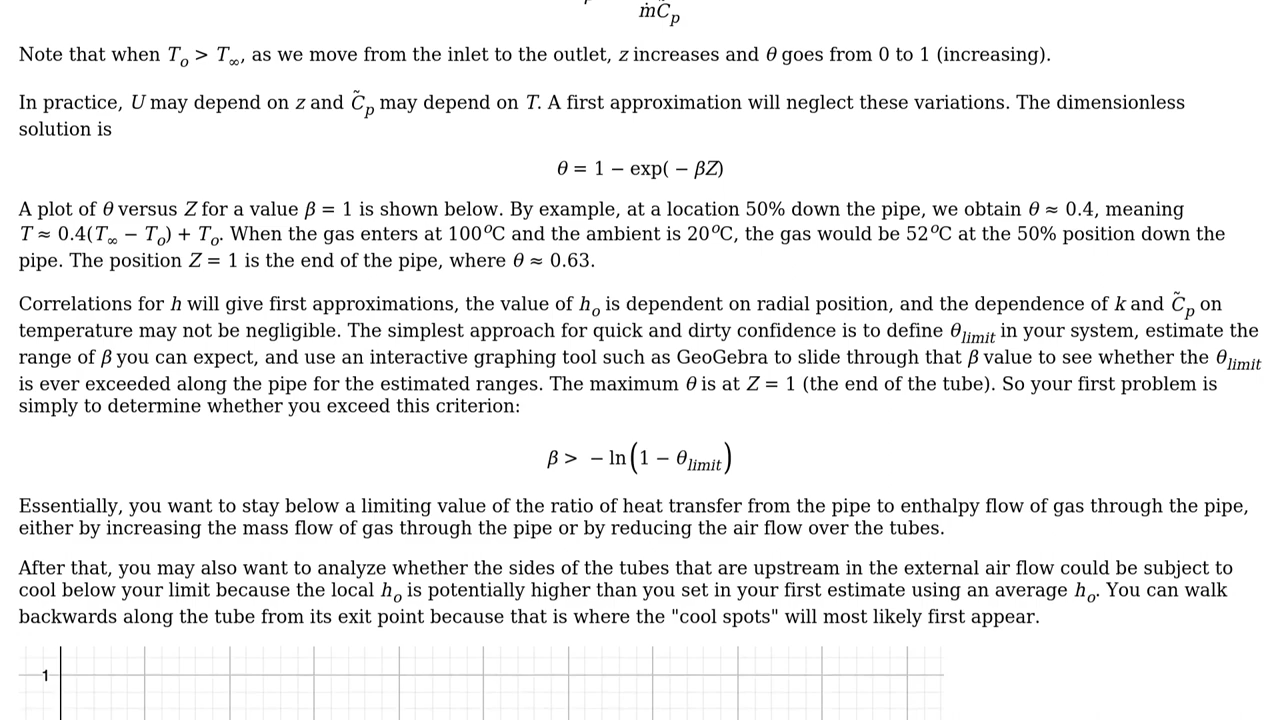 ṁC̃p
Note that when To > T∞, as we move from the inlet to the outlet, z increases and θ goes from 0 to 1 (increasing).
In practice, U may depend on z and C̃p may depend on T. A first approximation will neglect these variations. The dimensionless
solution is
θ = 1 − exp( − βZ)
A plot of θ versus Z for a value β = 1 is shown below. By example, at a location 50% down the pipe, we obtain θ ≈ 0.4, meaning
T ≈ 0.4(T∞ − To) + To. When the gas enters at 100°C and the ambient is 20°C, the gas would be 52°C at the 50% position down the
pipe. The position Z = 1 is the end of the pipe, where θ ≈ 0.63.
Correlations for h will give first approximations, the value of ho is dependent on radial position, and the dependence of k and C̃p on
temperature may not be negligible. The simplest approach for quick and dirty confidence is to define θlimit in your system, estimate the
range of β you can expect, and use an interactive graphing tool such as GeoGebra to slide through that β value to see whether the θlimit
is ever exceeded along the pipe for the estimated ranges. The maximum θ is at Z = 1 (the end of the tube). So your first problem is
simply to determine whether you exceed this criterion:
β > − ln(1 − θlimit)
Essentially, you want to stay below a limiting value of the ratio of heat transfer from the pipe to enthalpy flow of gas through the pipe,
either by increasing the mass flow of gas through the pipe or by reducing the air flow over the tubes.
After that, you may also want to analyze whether the sides of the tubes that are upstream in the external air flow could be subject to
cool below your limit because the local ho is potentially higher than you set in your first estimate using an average ho. You can walk
backwards along the tube from its exit point because that is where the "cool spots" will most likely first appear.
1